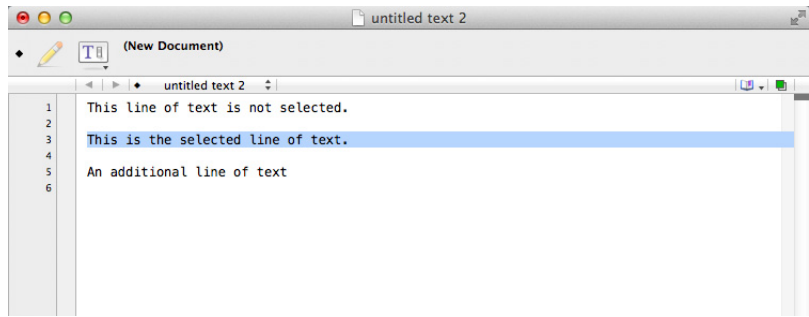 untitled text 2
(New Document)
untitled text 2
1 This line of text is not selected.
2
3 This is the selected line of text.
4
5 An additional line of text
6